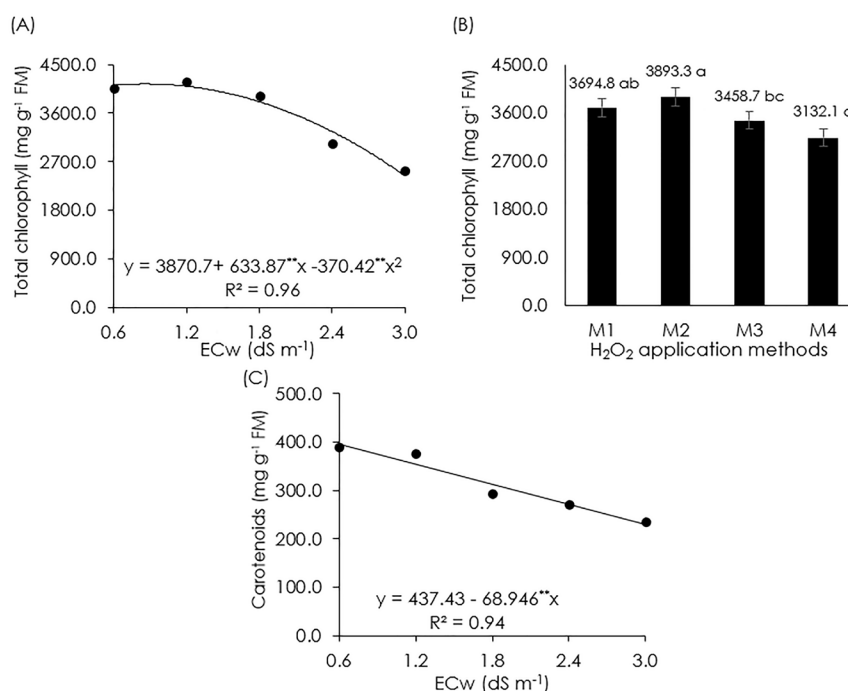 (A)
Total chlorophyll (mg g⁻¹ FM)
4500.0
3600.0
2700.0
1800.0
900.0
0.0
y = 3870.7+ 633.87**x -370.42**x²
R² = 0.96
0.6 1.2 1.8 2.4 3.0
ECw (dS m⁻¹)
(B)
Total chlorophyll (mg g⁻¹ FM)
4500.0
3600.0
2700.0
1800.0
900.0
0.0
3694.8 ab
3893.3 a
3458.7 bc
3132.1
M1 M2 M3 M4
H₂O₂ application methods
(C)
Carotenoids (mg g⁻¹ FM)
500.0
400.0
300.0
200.0
100.0
0.0
y = 437.43 - 68.946**x
R² = 0.94
0.6 1.2 1.8 2.4 3.0
ECw (dS m⁻¹)